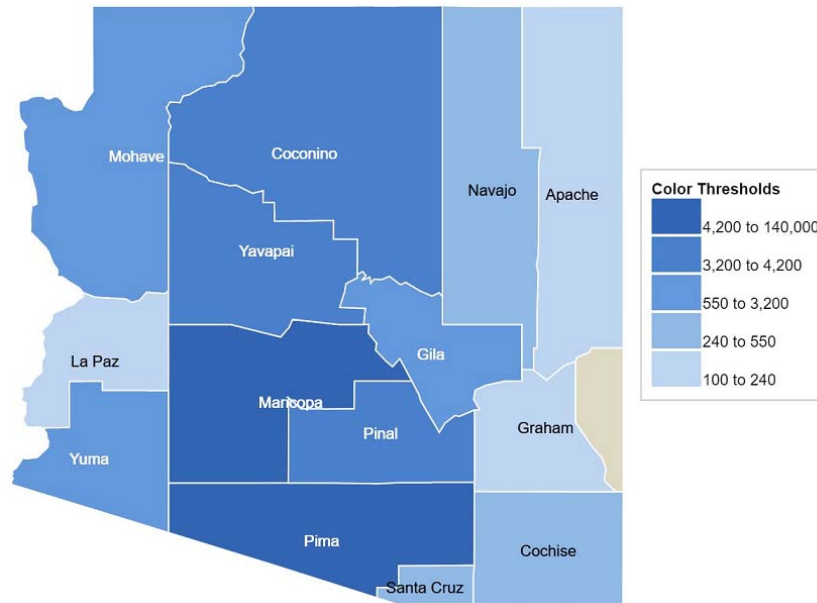 Mohave
Coconino
Navajo
Apache
Yavapai
La Paz
Gila
Maricopa
Graham
Pinal
Yuma
Pima
Cochise
Santa Cruz
Color Thresholds
4,200 to 140,000
3,200 to 4,200
550 to 3,200
240 to 550
100 to 240